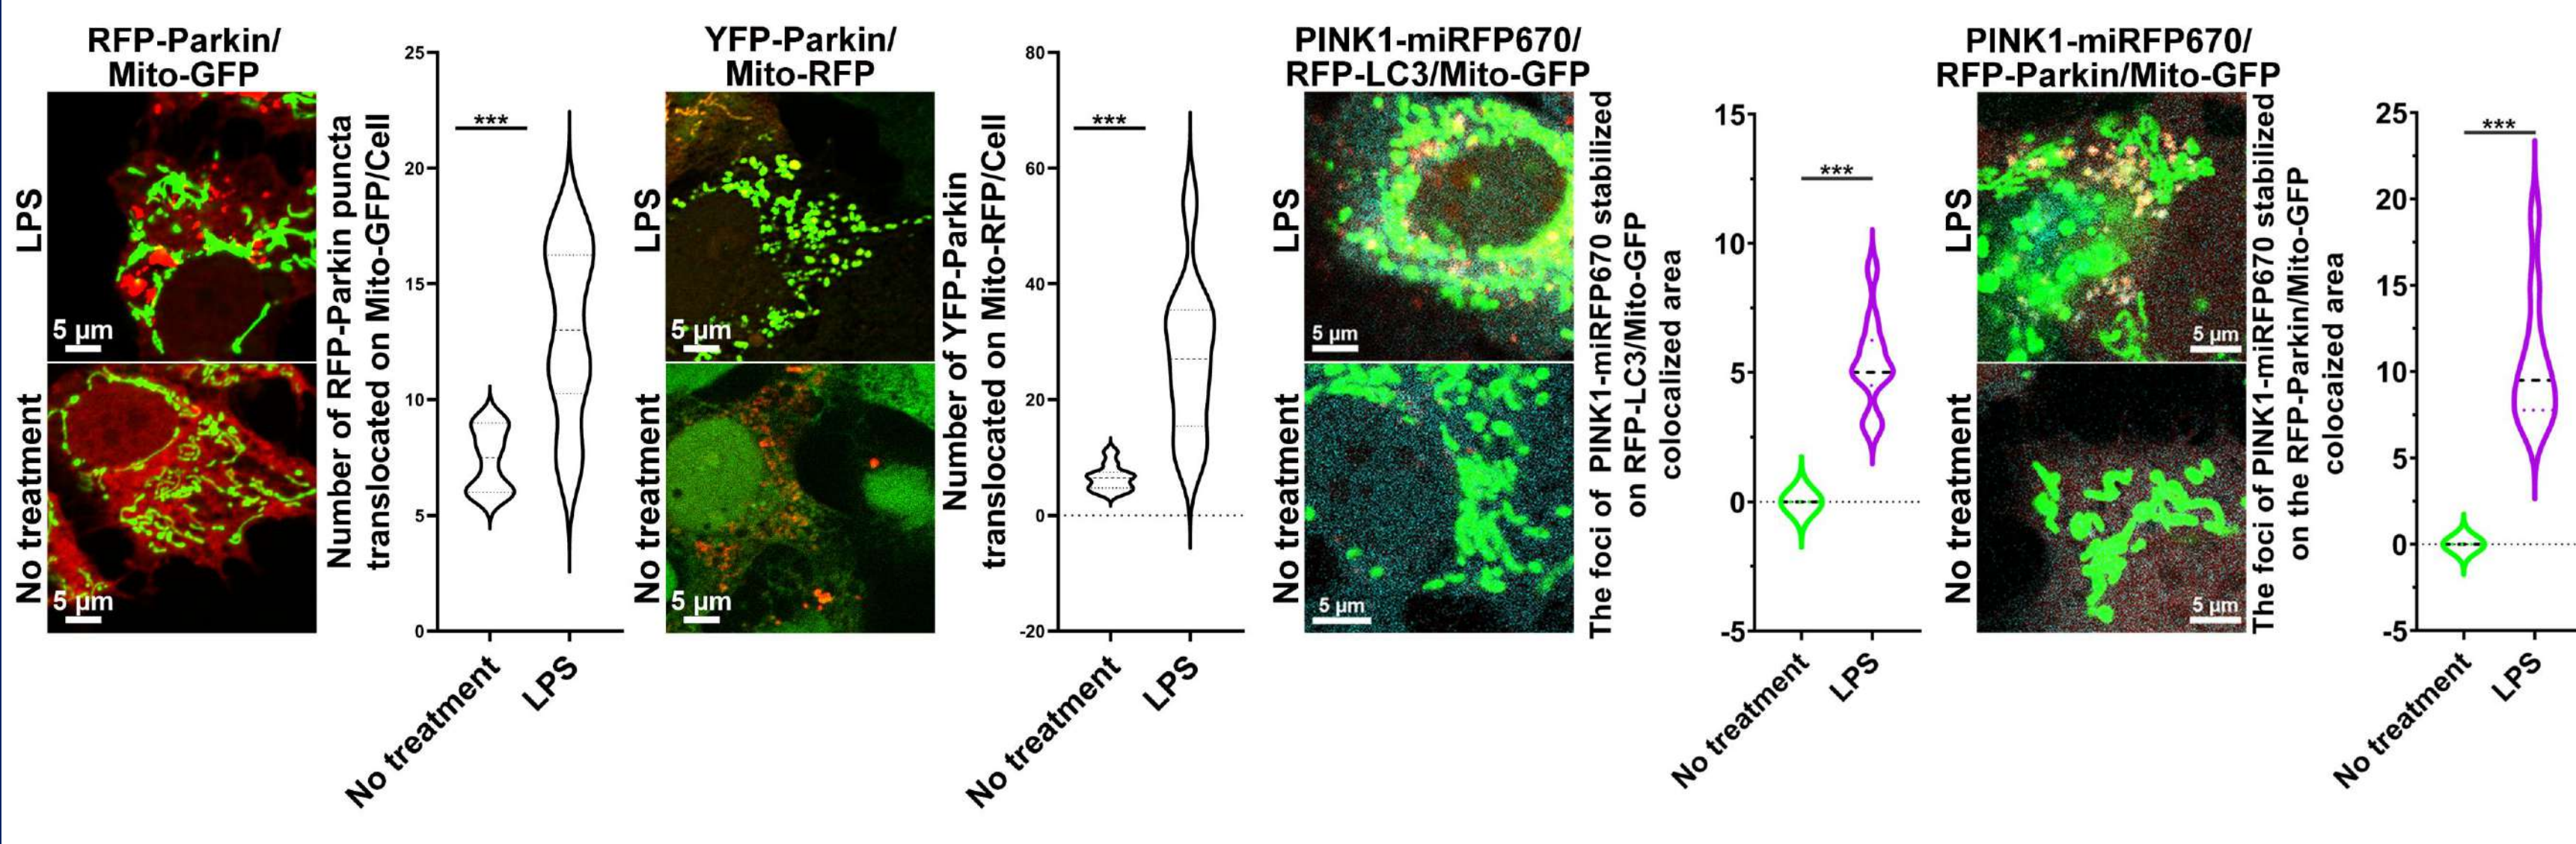 RFP-Parkin/
Mito-GFP
LPS
5 µm
No treatment
5 µm
Number of RFP-Parkin puncta
translocated on Mito-GFP/Cell
25
20
15
10
5
0
***
No treatment
LPS
YFP-Parkin/
Mito-RFP
LPS
5 µm
No treatment
5 µm
Number of YFP-Parkin
translocated on Mito-RFP/Cell
80
60
40
20
0
-20
***
No treatment
LPS
PINK1-miRFP670/
RFP-LC3/Mito-GFP
LPS
5 µm
No treatment
5 µm
The foci of PINK1-miRFP670 stabilized
on RFP-LC3/Mito-GFP
colocalized area
15
10
5
0
-5
***
No treatment
LPS
PINK1-miRFP670/
RFP-Parkin/Mito-GFP
LPS
5 µm
No treatment
5 µm
The foci of PINK1-miRFP670 stabilized
on the RFP-Parkin/Mito-GFP
colocaized area
25
20
15
10
5
0
-5
***
No treatment
LPS